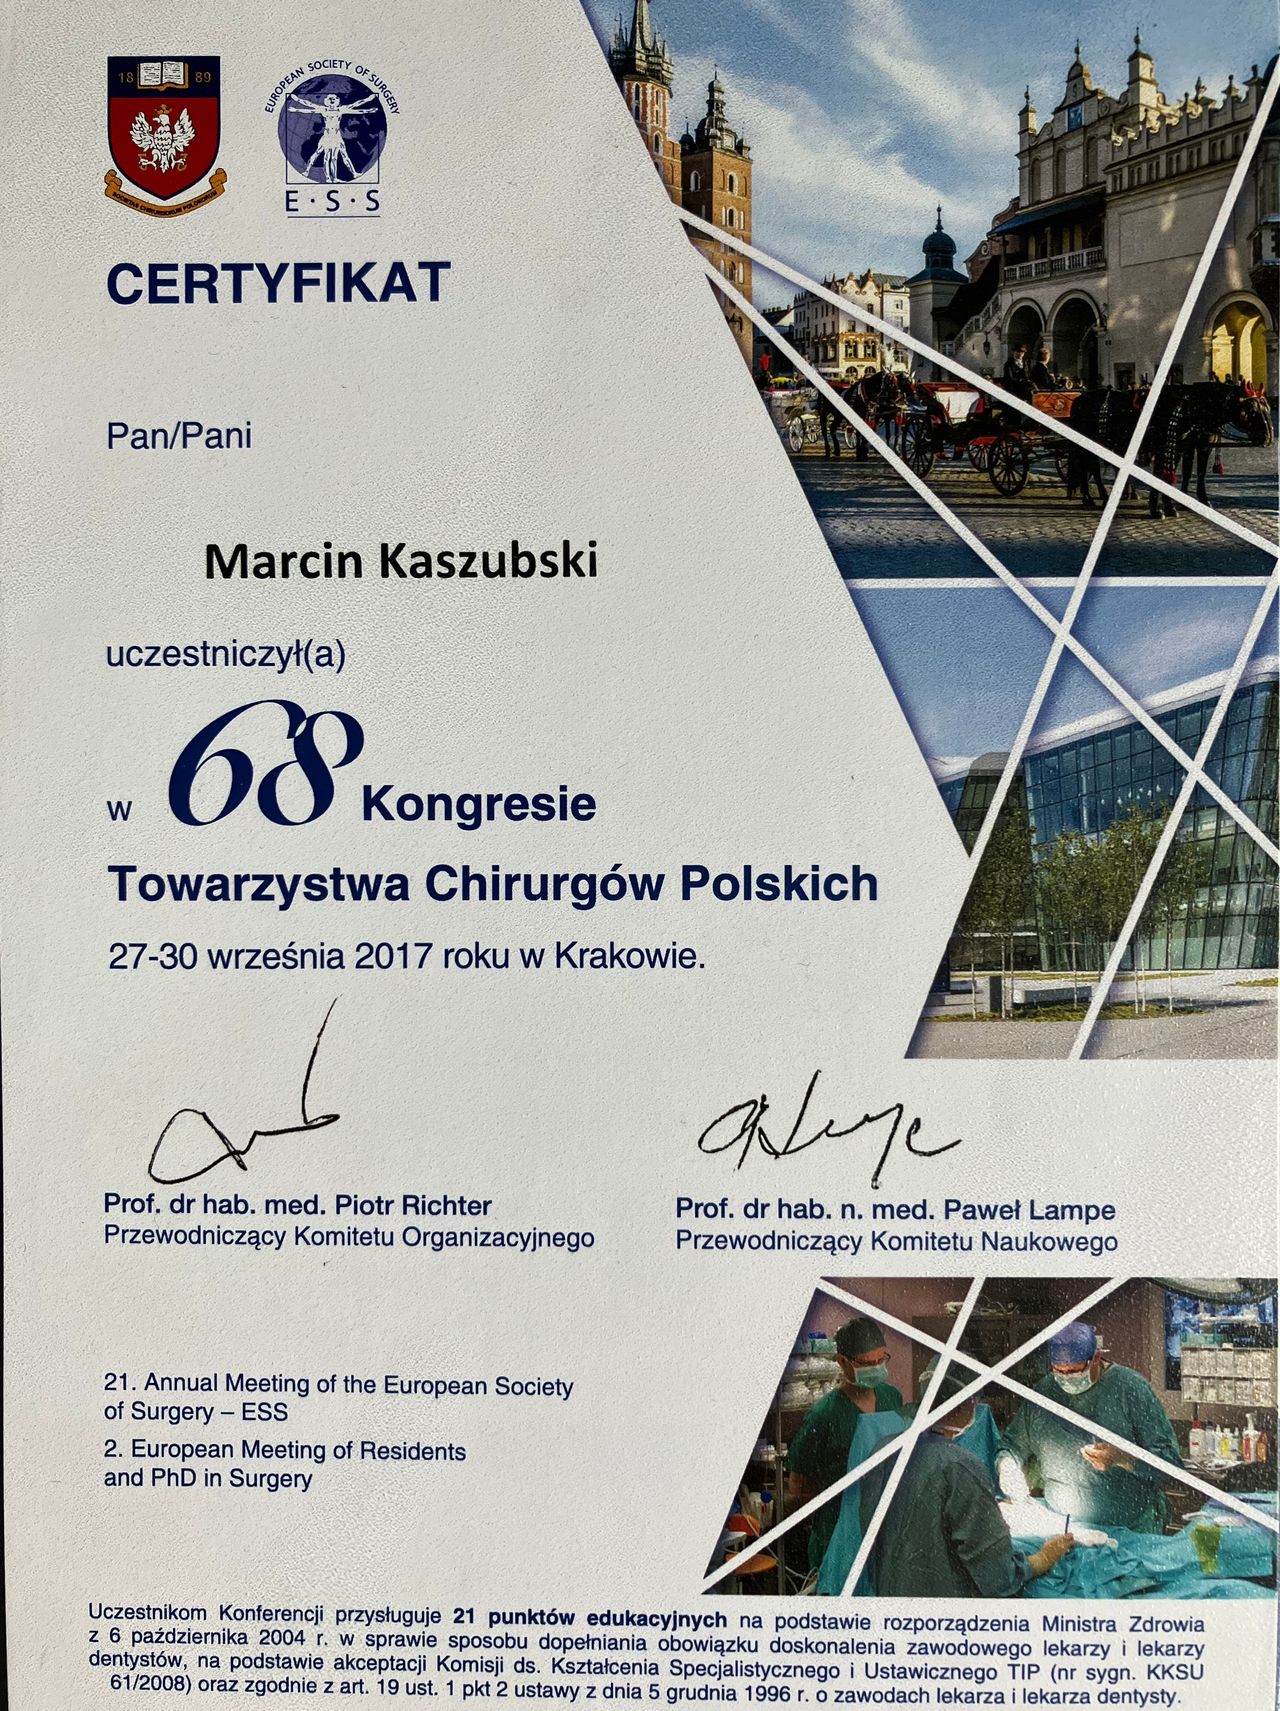 18 89
SOCIETAS CHIRURGORUM POLONORUM
EUROPEAN SOCIETY OF SURGERY
E·S·S
CERTYFIKAT
Pan/Pani
Marcin Kaszubski
uczestniczył(a)
w 68 Kongresie
Towarzystwa Chirurgów Polskich
27-30 września 2017 roku w Krakowie.
Prof. dr hab. med. Piotr Richter
Przewodniczący Komitetu Organizacyjnego
Prof. dr hab. n. med. Paweł Lampe
Przewodniczący Komitetu Naukowego
21. Annual Meeting of the European Society
of Surgery – ESS
2. European Meeting of Residents
and PhD in Surgery
Uczestnikom Konferencji przysługuje 21 punktów edukacyjnych na podstawie rozporządzenia Ministra Zdrowia
z 6 października 2004 r. w sprawie sposobu dopełniania obowiązku doskonalenia zawodowego lekarzy i lekarzy
dentystów, na podstawie akceptacji Komisji ds. Kształcenia Specjalistycznego i Ustawicznego TIP (nr sygn. KKSU
61/2008) oraz zgodnie z art. 19 ust. 1 pkt 2 ustawy z dnia 5 grudnia 1996 r. o zawodach lekarza i lekarza dentysty.